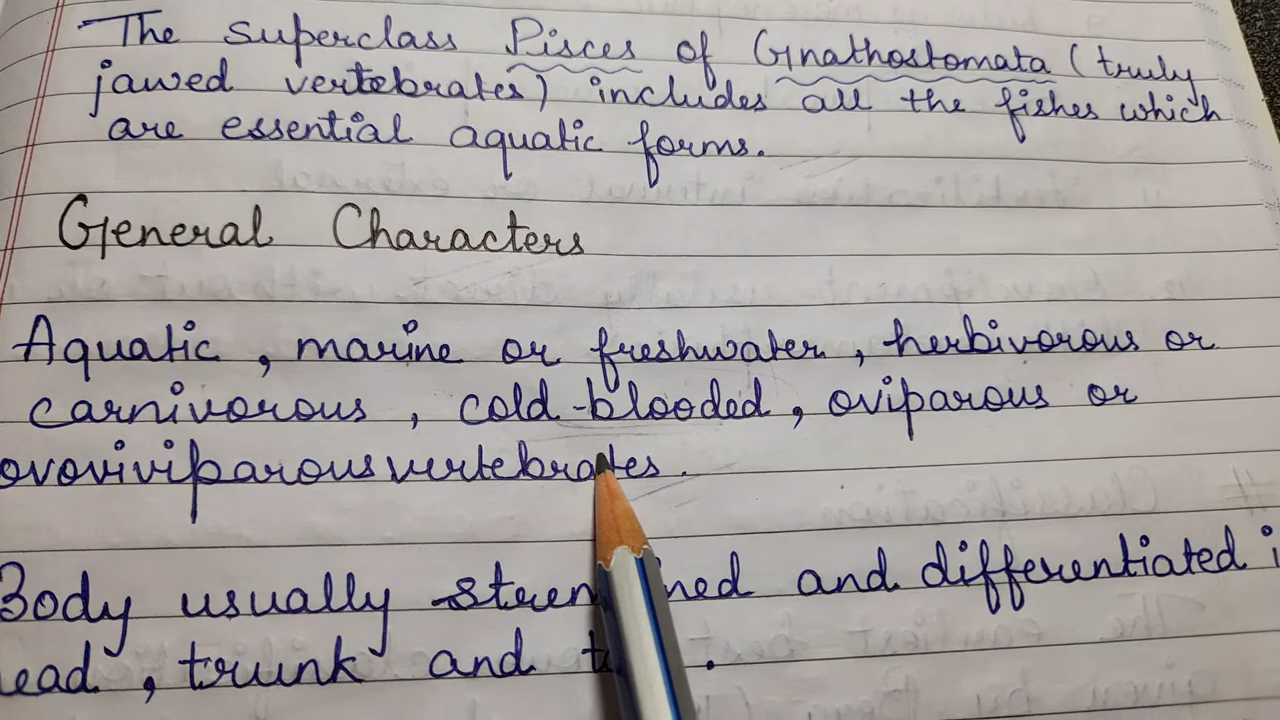 The superclass Pisces of Gnathostomata (truly
jawed vertebrates) includes all the fishes which
are essential aquatic forms.
General Characters
Aquatic, marine or freshwater, herbivorous or
carnivorous, cold-blooded, oviparous or
ovoviviparous vertebrates.
Body usually and differentiated
trunk and